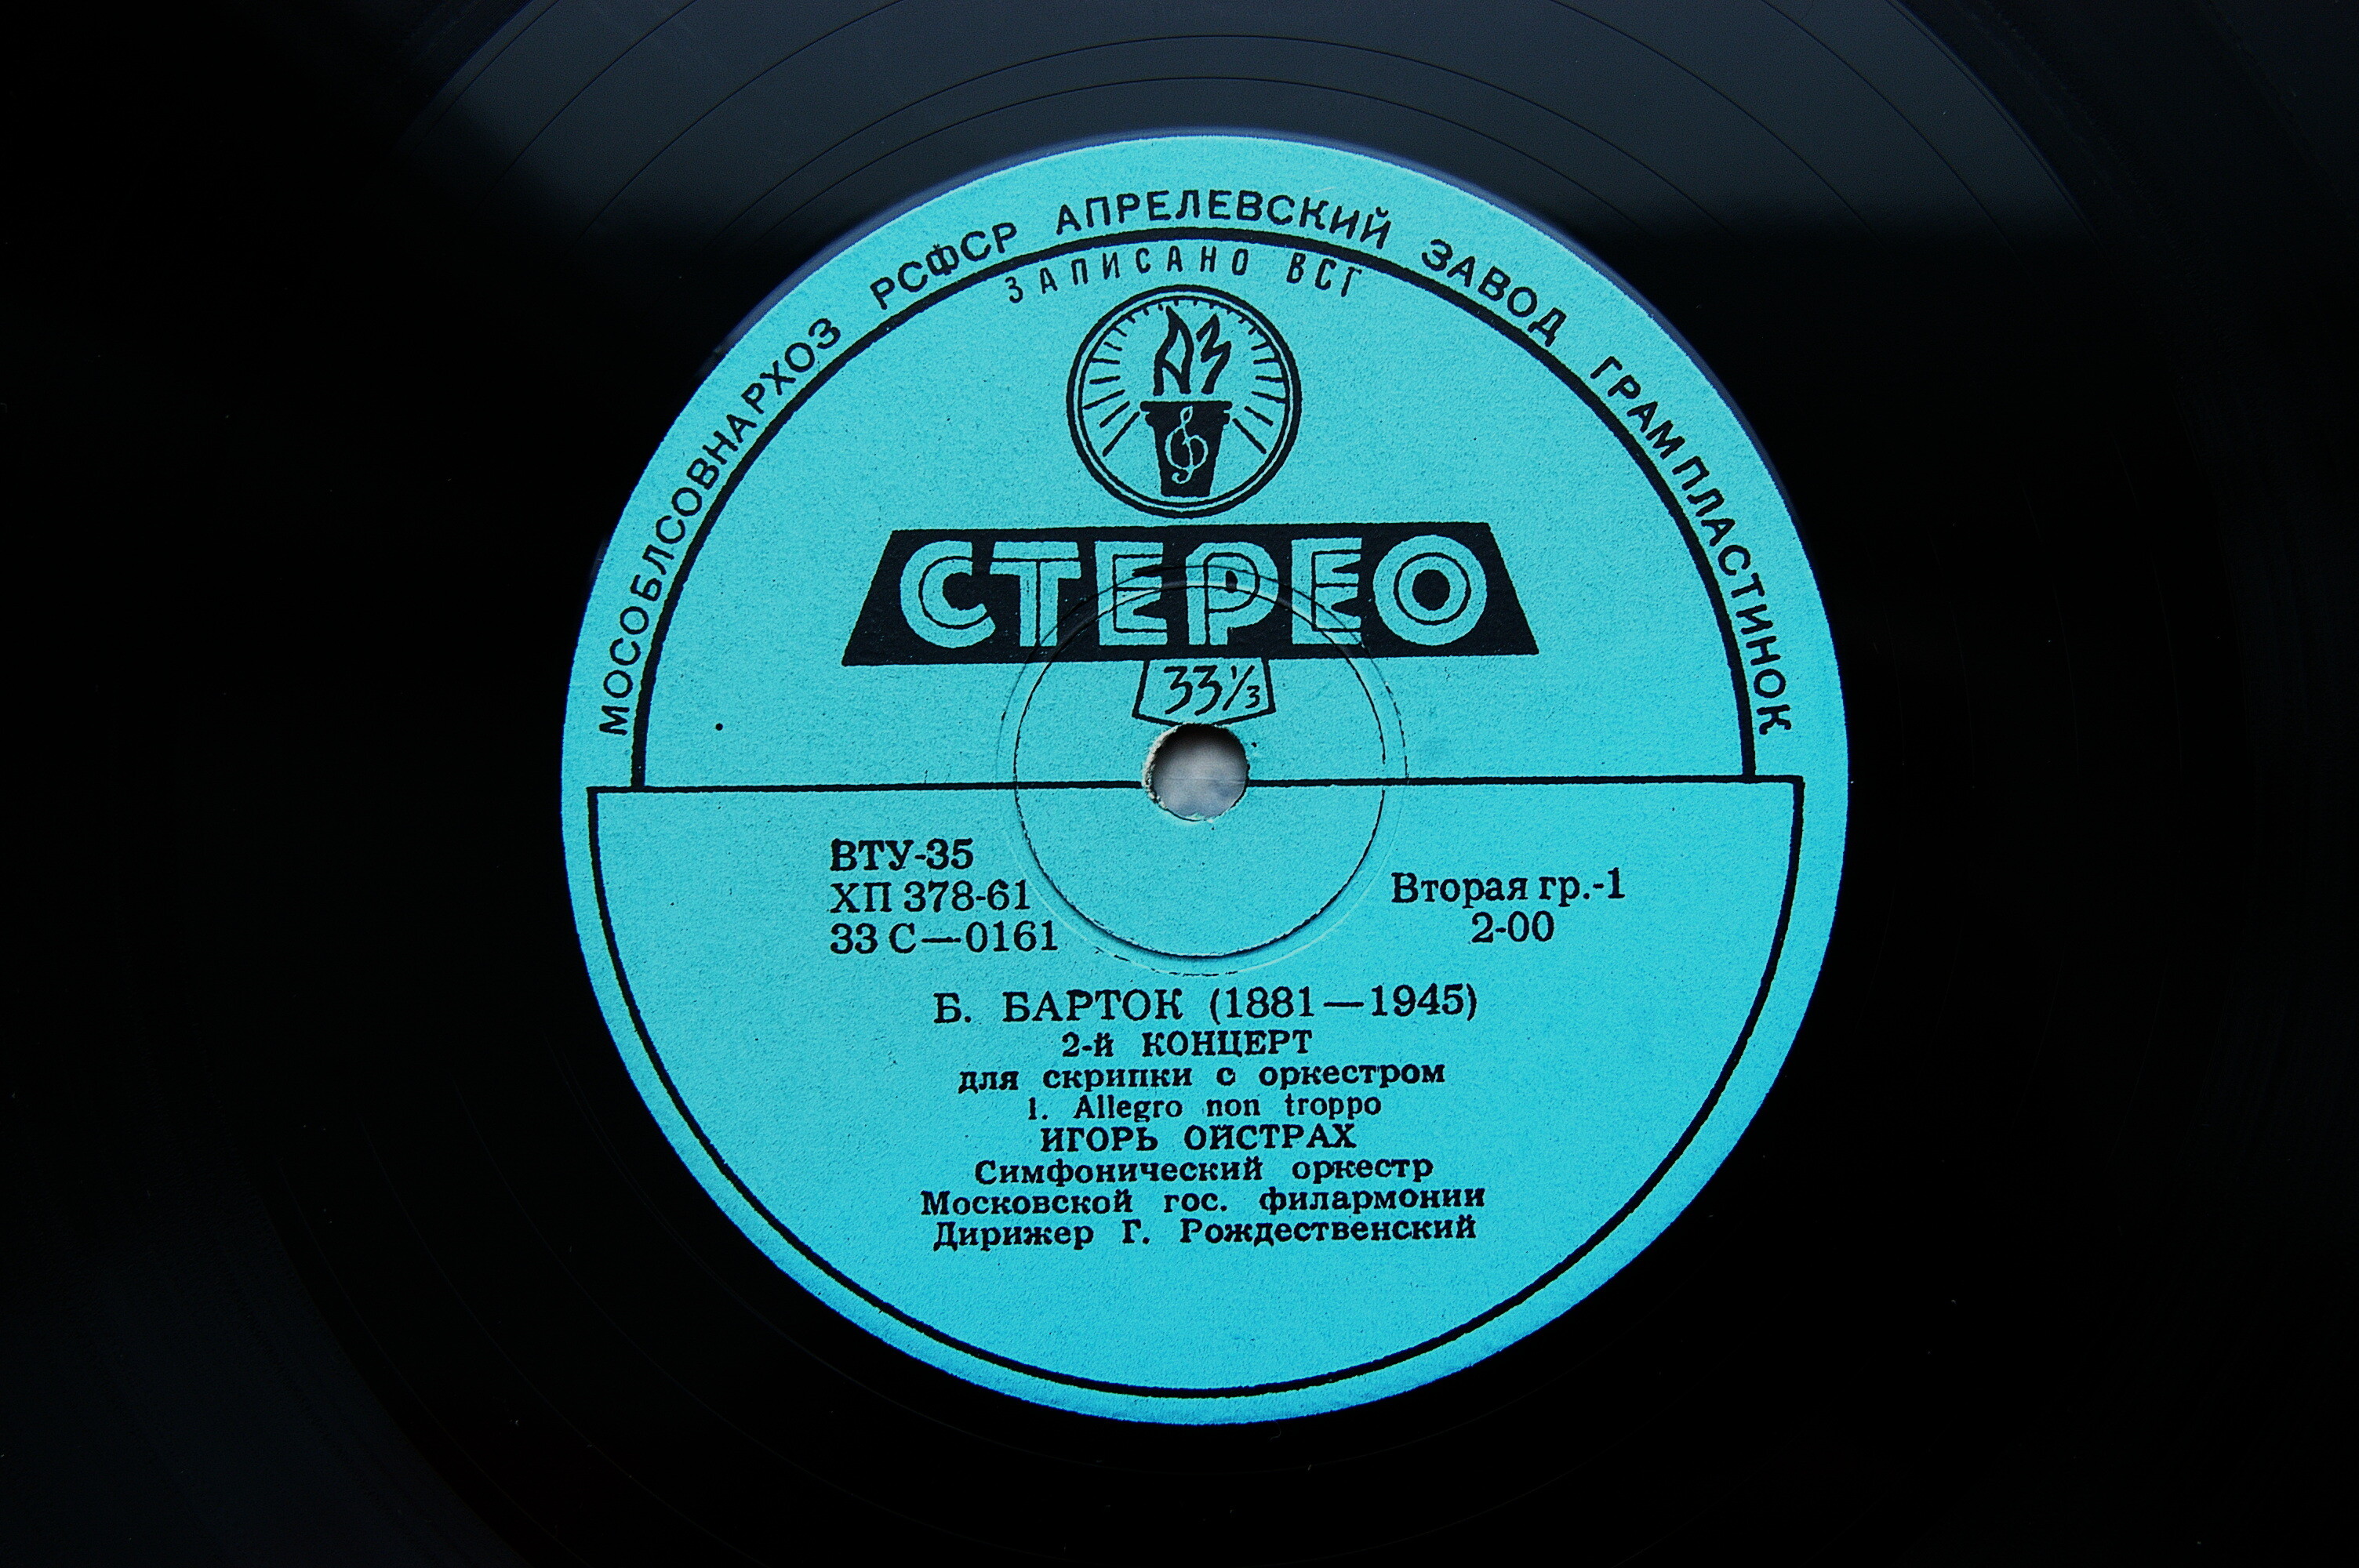 МОСОБЛСОВНАРХОЗ РСФСР АПРЕЛЕВСКИЙ ЗАВОД ГРАМПЛАСТИНОК
ЗАПИСАНО ВСГ
АЗ
СТЕРЕО
33⅓
ВТУ-35
ХП 378-61
33 С—0161
Вторая гр.-1
2-00
Б. БАРТОК (1881—1945)
2-й КОНЦЕРТ
для скрипки с оркестром
1. Allegro non troppo
ИГОРЬ ОЙСТРАХ
Симфонический оркестр
Московской гос. филармонии
Дирижер Г. Рождественский